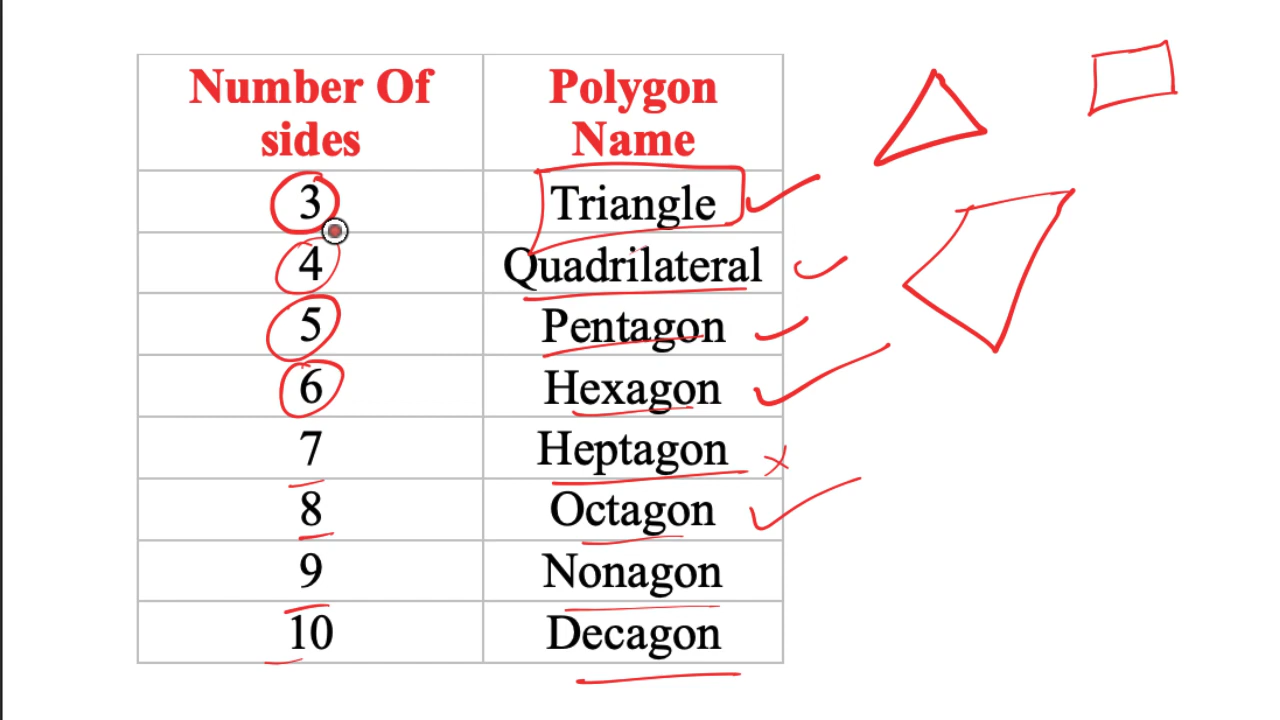 Number Of Polygon
sides Name
3 Triangle
4 Quadrilateral
5 Pentagon
6 Hexagon
7 Heptagon
8 Octagon
9 Nonagon
10 Decagon